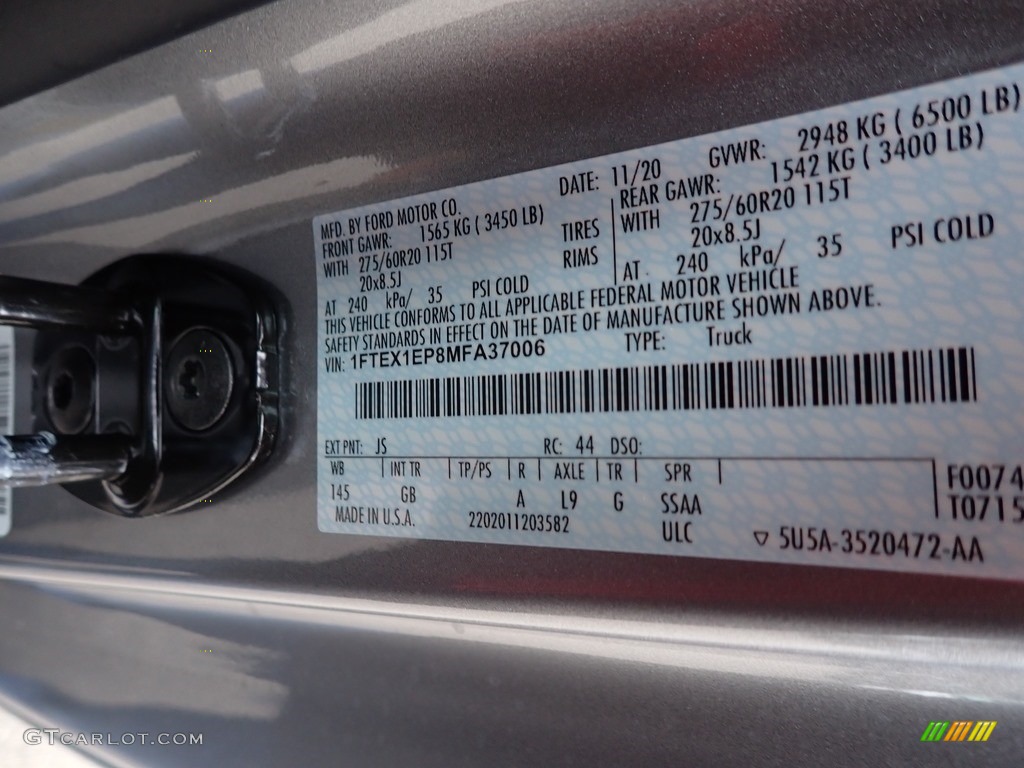 MFD. BY FORD MOTOR CO. DATE: 11/20 GVWR: 2948 KG ( 6500 LB)
FRONT GAWR: 1565 KG ( 3450 LB) REAR GAWR: 1542 KG ( 3400 LB)
WITH 275/60R20 115T TIRES WITH 275/60R20 115T
20x8.5J RIMS 20x8.5J
AT 240 kPa/ 35 PSI COLD AT 240 kPa/ 35 PSI COLD
THIS VEHICLE CONFORMS TO ALL APPLICABLE FEDERAL MOTOR VEHICLE
SAFETY STANDARDS IN EFFECT ON THE DATE OF MANUFACTURE SHOWN ABOVE.
VIN: 1FTEX1EP8MFA37006 TYPE: Truck
EXT PNT: JS RC: 44 DSO:
WB INT TR TP/PS R AXLE TR SPR F0074
145 GB A L9 G SSAA T0715
MADE IN U.S.A. 2202011203582 ULC ▽ 5U5A-3520472-AA
GTCARLOT.COM